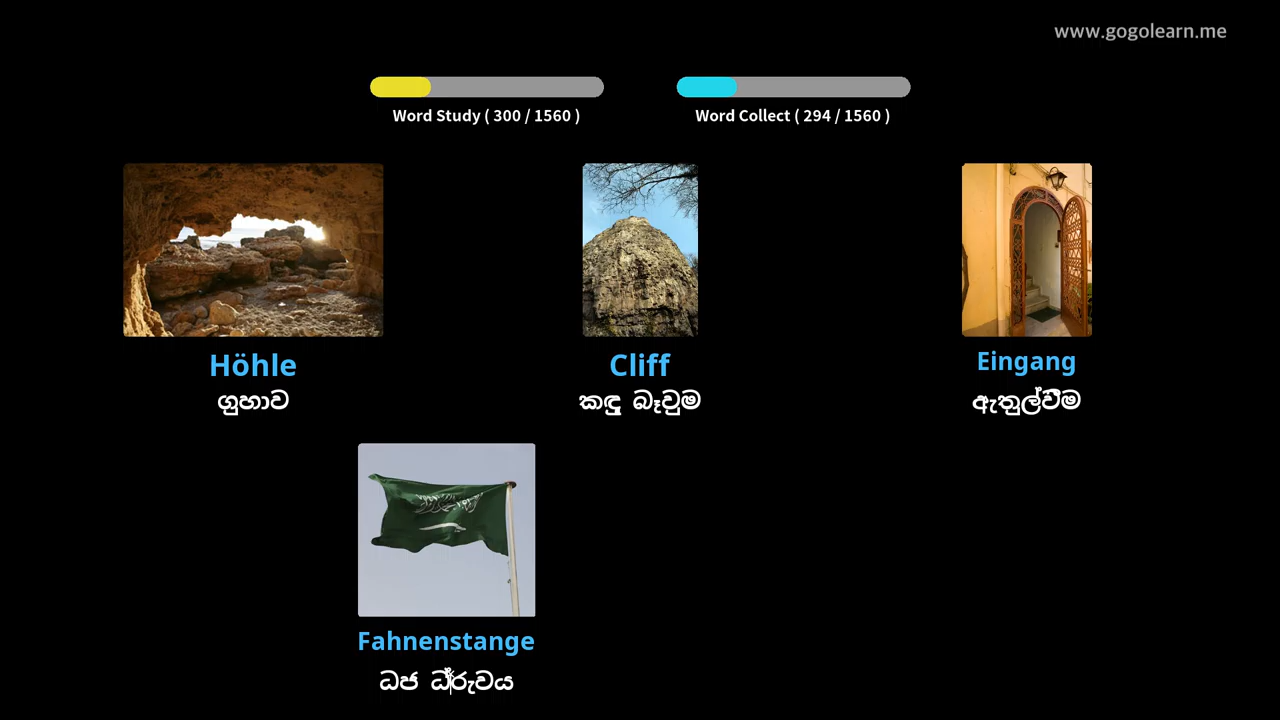 www.gogolearn.me
Word Study ( 300 / 1560 )
Word Collect ( 294 / 1560 )
Höhle
ගුහාව
Cliff
කඳු බෑවුම
Eingang
ඇතුල්වීම
Fahnenstange
ධජ ධ්රුවය